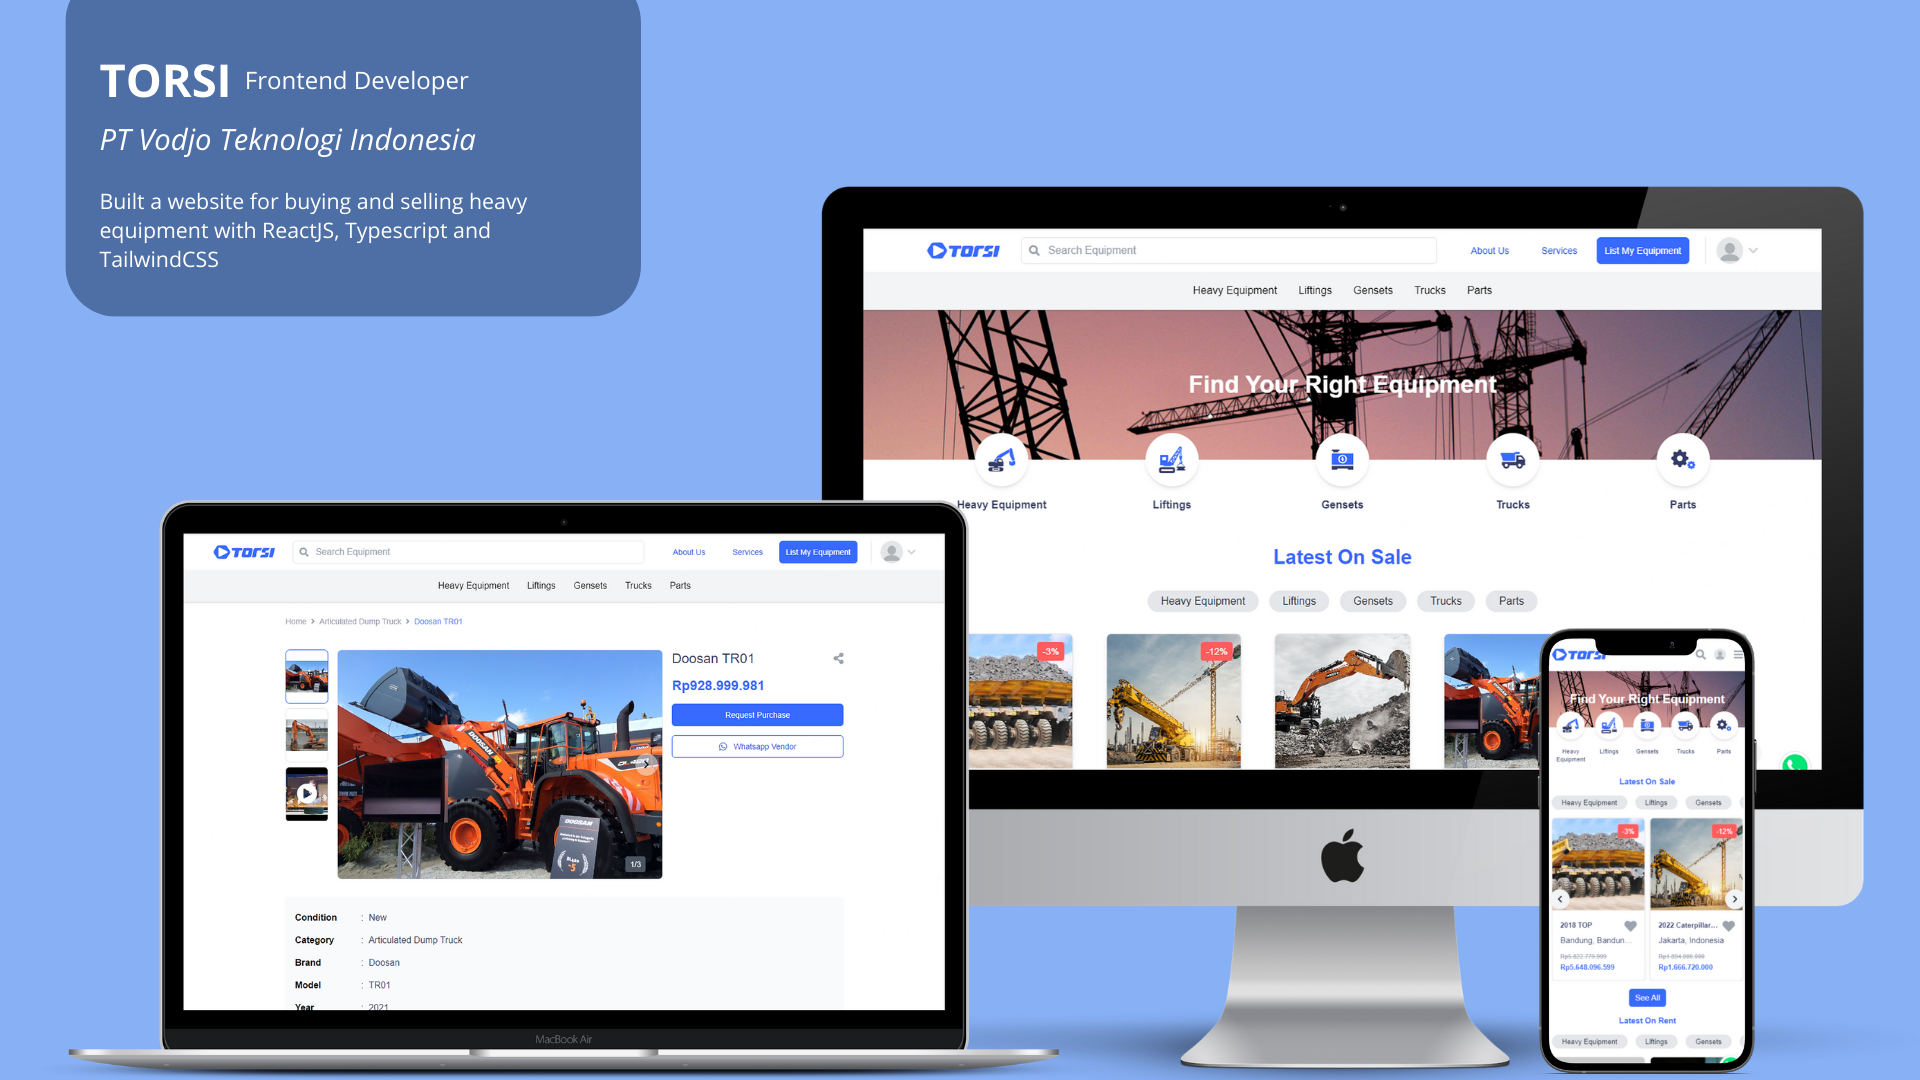 TORSI Frontend Developer
PT Vodjo Teknologi Indonesia
Built a website for buying and selling heavy
equipment with ReactJS, Typescript and
TailwindCSS
TORSI
Search Equipment
About Us
Services
List My Equipment
Heavy Equipment Liftings Gensets Trucks Parts
Find Your Right Equipment
Heavy Equipment Liftings Gensets Trucks Parts
Latest On Sale
Heavy Equipment Liftings Gensets Trucks Parts
-3%
-12%
TORSI
Search Equipment
About Us
Services
List My Equipment
Heavy Equipment Liftings Gensets Trucks Parts
Home > Articulated Dump Truck > Doosan TR01
Doosan TR01
Rp928.999.981
Request Purchase
Whatsapp Vendor
DOOSAN
DOOSAN
1/3
Condition : New
Category : Articulated Dump Truck
Brand : Doosan
Model : TR01
Year : 2021
MacBook Air
TORSI
Find Your Right Equipment
Heavy
Equipment
Liftings Gensets Trucks Parts
Latest On Sale
Heavy Equipment Liftings Gensets
-3%
-12%
2018 TOP
Bandung, Bandun...
Rp5.648.096.599
2022 Caterpillar...
Jakarta, Indonesia
Rp1.666.720.000
See All
Latest On Rent
Heavy Equipment Liftings Gensets